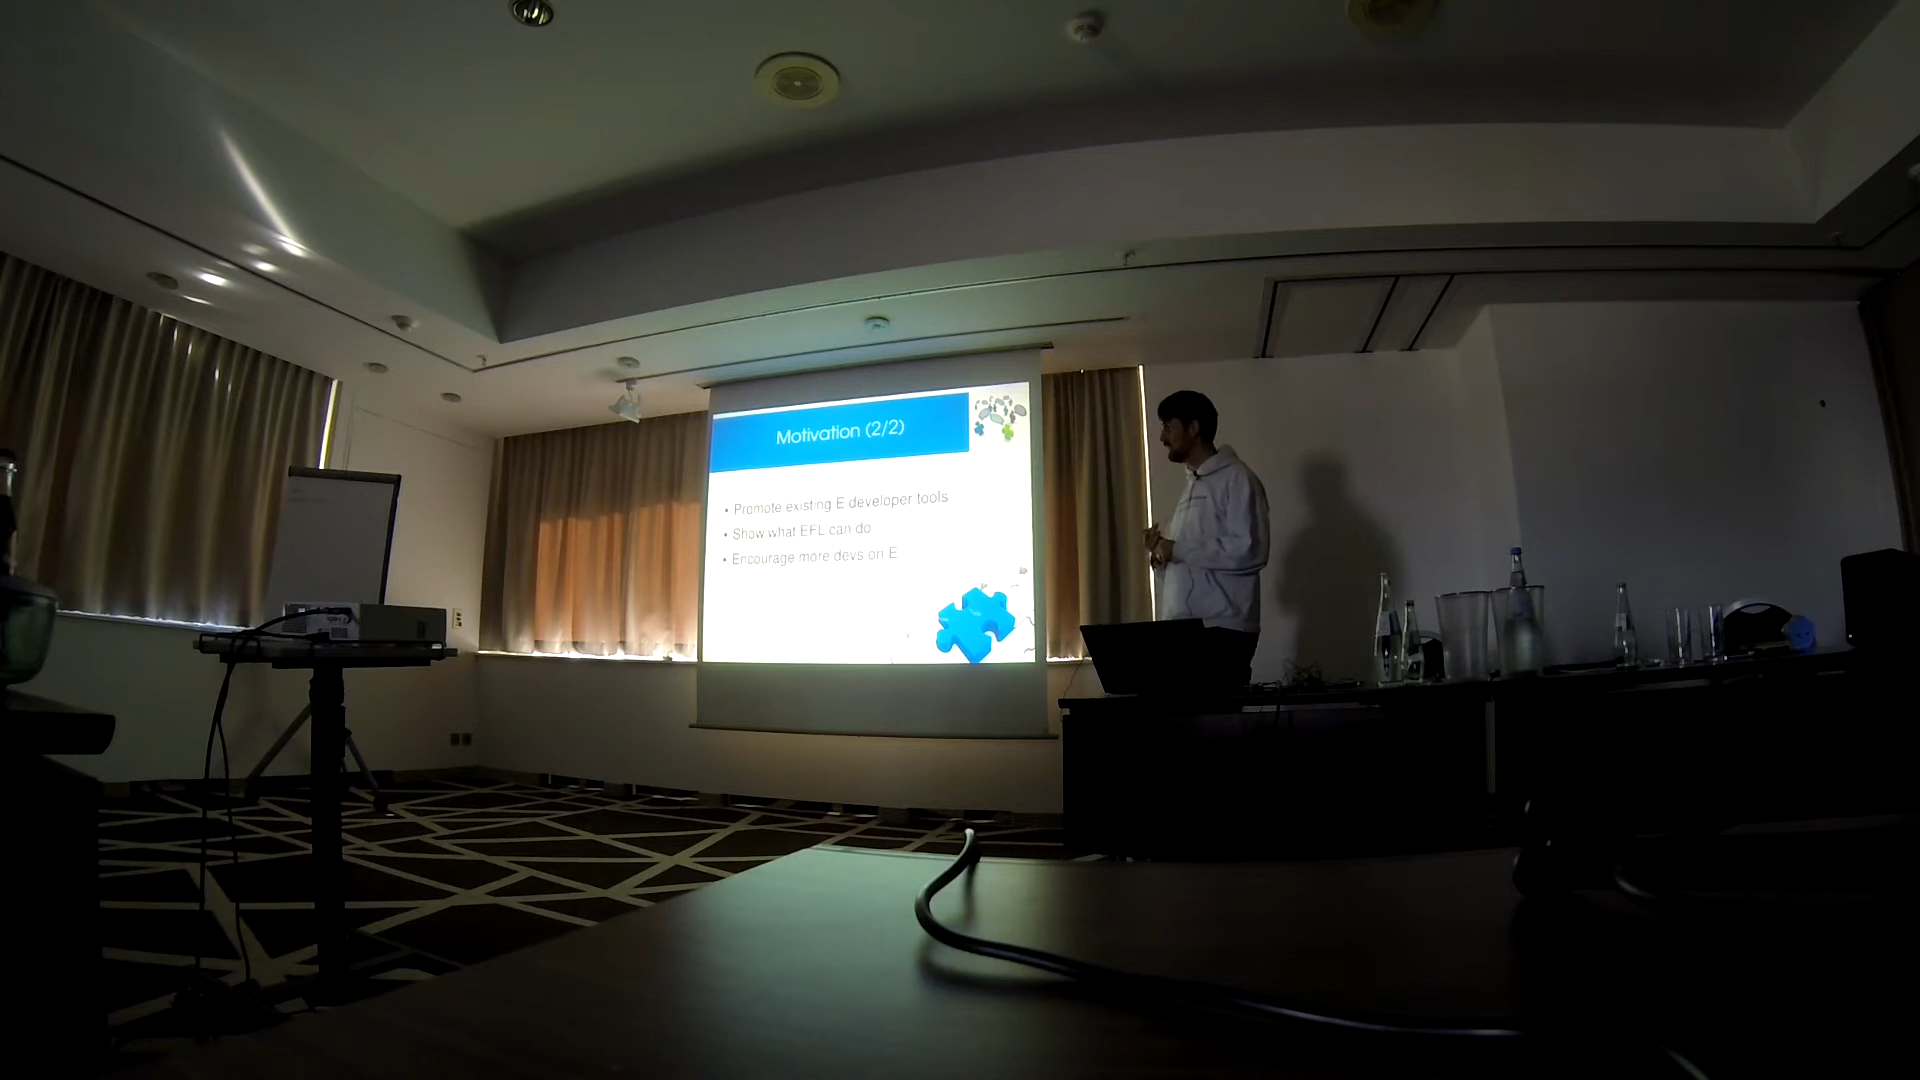 Motivation (2/2)
• Promote existing E developer tools
• Show what EFL can do
• Encourage more devs on E